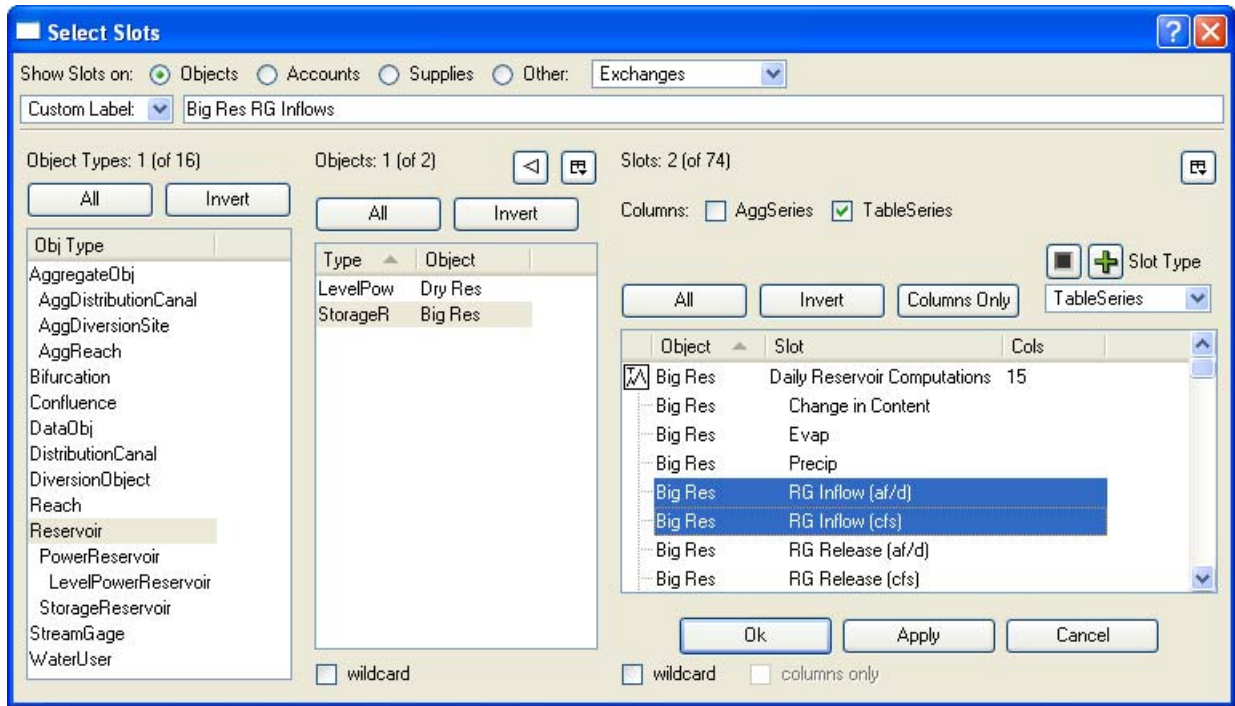 Select Slots
Show Slots on: Objects Accounts Supplies Other: Exchanges
Custom Label: Big Res RG Inflows
Object Types: 1 (of 16)
All Invert
Obj Type
AggregateObj
AggDistributionCanal
AggDiversionSite
AggReach
Bifurcation
Confluence
DataObj
DistributionCanal
DiversionObject
Reach
Reservoir
PowerReservoir
LevelPowerReservoir
StorageReservoir
StreamGage
WaterUser
Objects: 1 (of 2)
All Invert
Type Object
LevelPow Dry Res
StorageR Big Res
wildcard
Slots: 2 (of 74)
Columns: AggSeries TableSeries
Slot Type
All Invert Columns Only TableSeries
Object Slot Cols
Big Res Daily Reservoir Computations 15
Big Res Change in Content
Big Res Evap
Big Res Precip
Big Res RG Inflow (af/d)
Big Res RG Inflow (cfs)
Big Res RG Release (af/d)
Big Res RG Release (cfs)
Ok Apply Cancel
wildcard columns only